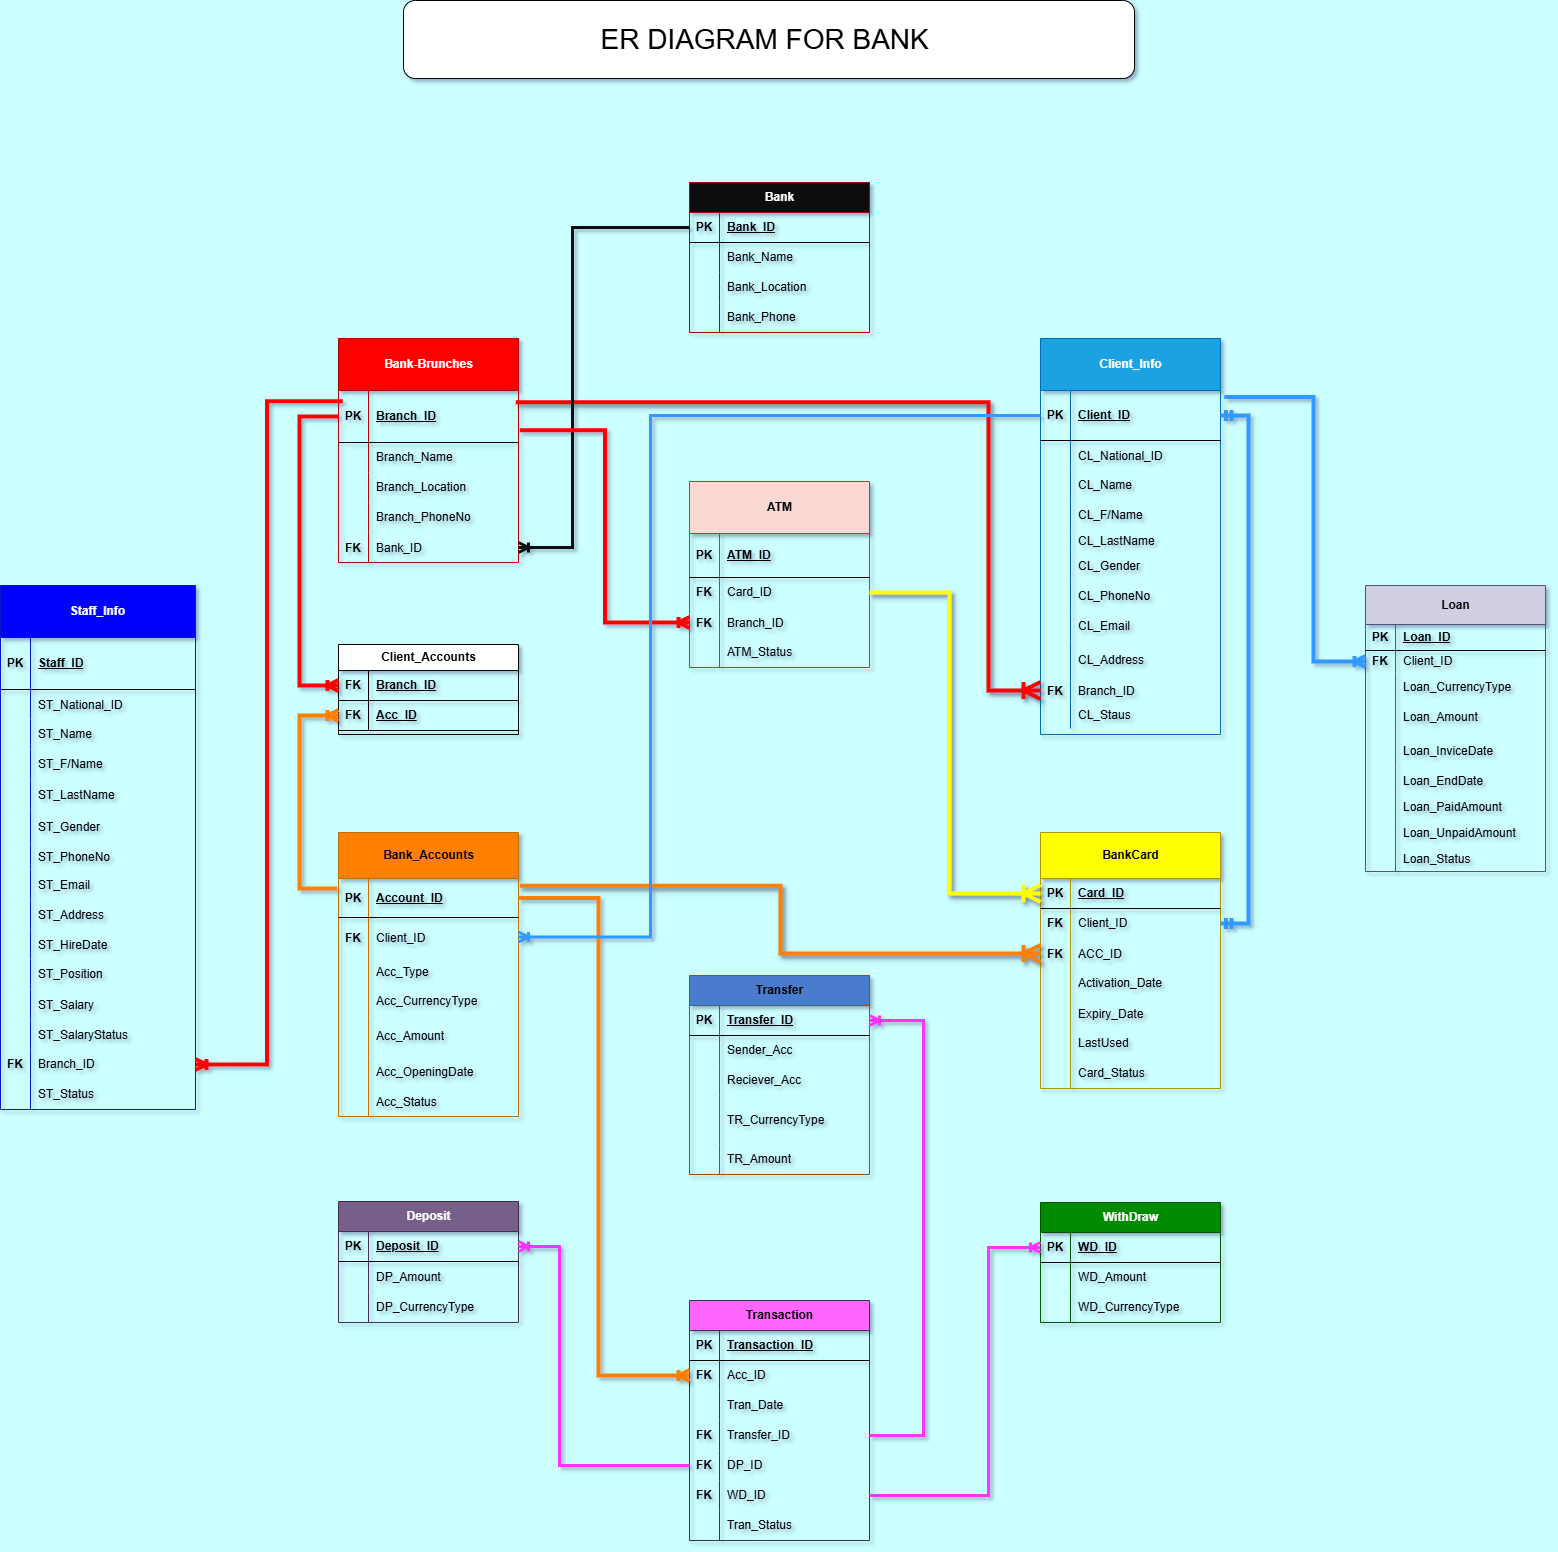 ER DIAGRAM FOR BANK
Bank
PK Bank_ID
Bank_Name
Bank_Location
Bank_Phone
Bank-Brunches
PK Branch_ID
Branch_Name
Branch_Location
Branch_PhoneNo
FK Bank_ID
Client_Info
PK Client_ID
CL_National_ID
CL_Name
CL_F/Name
CL_LastName
CL_Gender
CL_PhoneNo
CL_Email
CL_Address
FK Branch_ID
CL_Staus
ATM
PK ATM_ID
FK Card_ID
FK Branch_ID
ATM_Status
Staff_Info
PK Staff_ID
ST_National_ID
ST_Name
ST_F/Name
ST_LastName
ST_Gender
ST_PhoneNo
ST_Email
ST_Address
ST_HireDate
ST_Position
ST_Salary
ST_SalaryStatus
FK Branch_ID
ST_Status
Client_Accounts
FK Branch_ID
FK Acc_ID
Loan
PK Loan_ID
FK Client_ID
Loan_CurrencyType
Loan_Amount
Loan_InviceDate
Loan_EndDate
Loan_PaidAmount
Loan_UnpaidAmount
Loan_Status
Bank_Accounts
PK Account_ID
FK Client_ID
Acc_Type
Acc_CurrencyType
Acc_Amount
Acc_OpeningDate
Acc_Status
BankCard
PK Card_ID
FK Client_ID
FK ACC_ID
Activation_Date
Expiry_Date
LastUsed
Card_Status
Transfer
PK Transfer_ID
Sender_Acc
Reciever_Acc
TR_CurrencyType
TR_Amount
Deposit
PK Deposit_ID
DP_Amount
DP_CurrencyType
WithDraw
PK WD_ID
WD_Amount
WD_CurrencyType
Transaction
PK Transaction_ID
FK Acc_ID
Tran_Date
FK Transfer_ID
FK DP_ID
FK WD_ID
Tran_Status